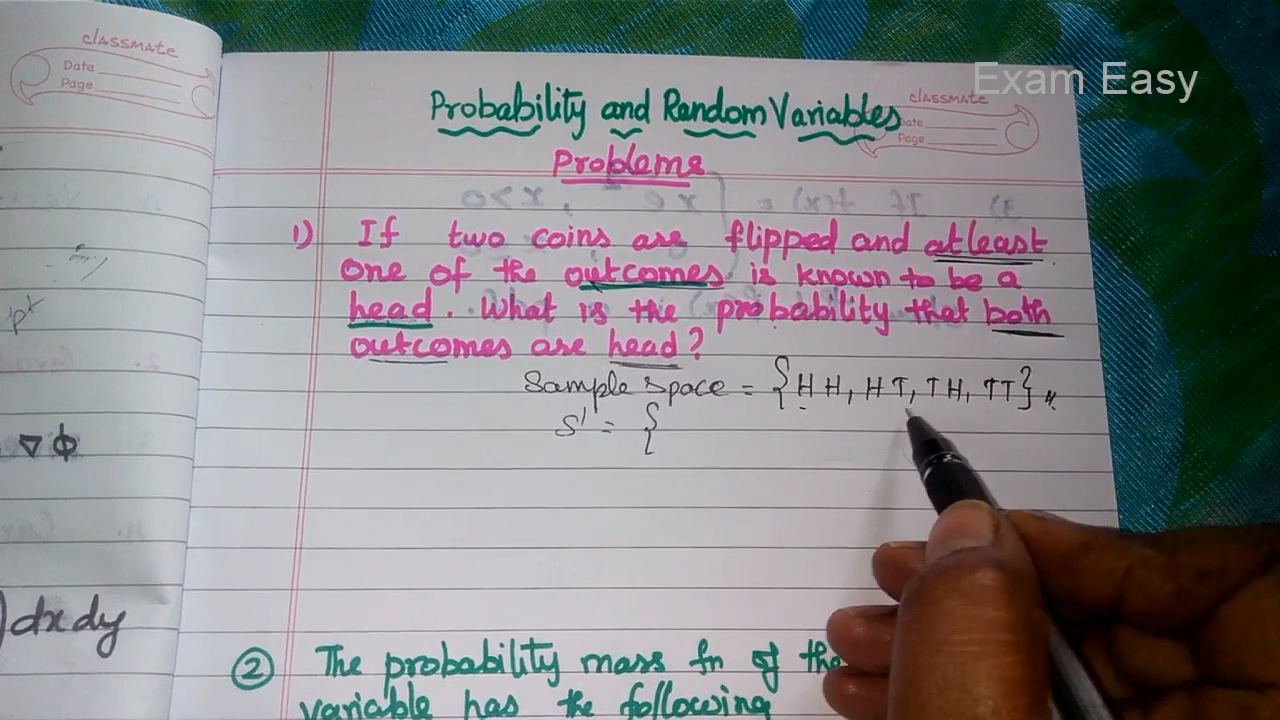 classmate
Date
Page
Exam Easy
classmate
Date
Page
Probability and Random Variables
Problems
1) If two coins are flipped and atleast
one of the outcomes is known to be a
head. What is the probability that both
outcomes are head?
Sample space = {HH, HT, TH, TT}
S' = {
▽ ϕ
)dxdy
② The probability mass fn of the
variable has the following